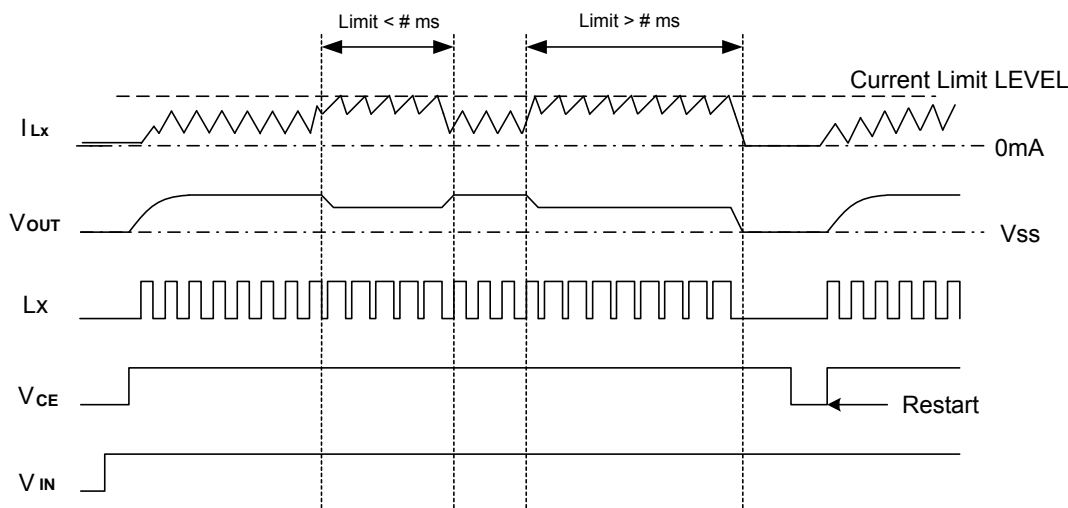 Limit < # ms
Limit > # ms
Current Limit LEVEL
ILx
0mA
VOUT
Vss
Lx
VCE
Restart
VIN